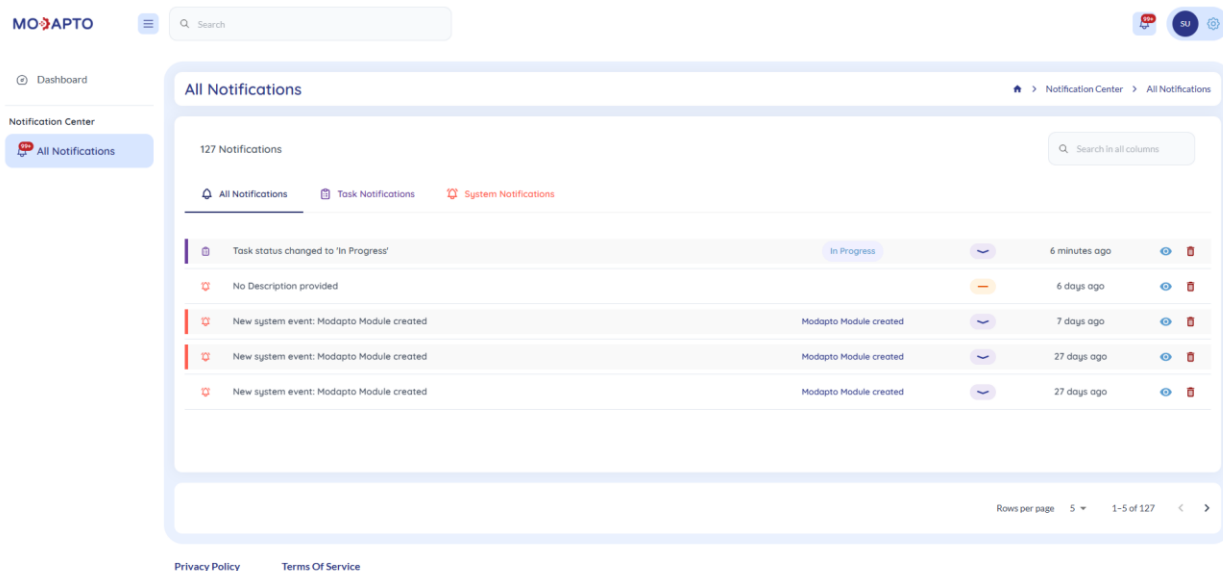 MODAPTO
Search
99+
SU
Dashboard
Notification Center
99+
All Notifications
All Notifications
Notification Center > All Notifications
127 Notifications
Search in all columns
All Notifications
Task Notifications
System Notifications
Task status changed to 'In Progress' In Progress 6 minutes ago
No Description provided 6 days ago
New system event: Modapto Module created Modapto Module created 7 days ago
New system event: Modapto Module created Modapto Module created 27 days ago
New system event: Modapto Module created Modapto Module created 27 days ago
Rows per page 5 1–5 of 127
Privacy Policy Terms Of Service